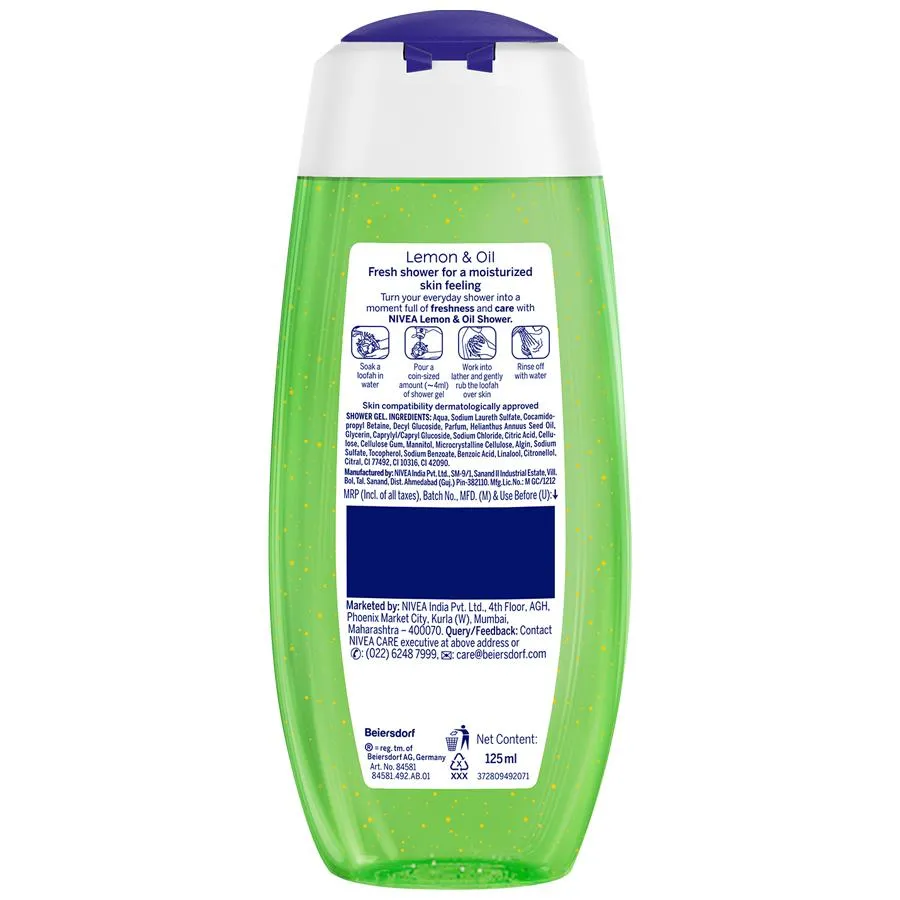 Lemon & Oil
Fresh shower for a moisturized
skin feeling
Turn your everyday shower into a
moment full of freshness and care with
NIVEA Lemon & Oil Shower.
Soak a
loofah in
water
Pour a
coin-sized
amount (~4ml)
of shower gel
Work into
lather and gently
rub the loofah
over skin
Rinse off
with water
Skin compatibility dermatologically approved
SHOWER GEL. INGREDIENTS: Aqua, Sodium Laureth Sulfate, Cocamido-
propyl Betaine, Decyl Glucoside, Parfum, Helianthus Annuus Seed Oil,
Glycerin, Caprylyl/Capryl Glucoside, Sodium Chloride, Citric Acid, Cellu-
lose, Cellulose Gum, Mannitol, Microcrystalline Cellulose, Algin, Sodium
Sulfate, Tocopherol, Sodium Benzoate, Benzoic Acid, Linalool, Citronellol,
Citral, CI 77492, CI 10316, CI 42090.
Manufactured by: NIVEA India Pvt. Ltd., SM-9/1, Sanand II Industrial Estate, Vill.
Bol, Tal. Sanand, Dist. Ahmedabad (Guj.) Pin-382110. Mfg.Lic.No.: M GC/1212
MRP (Incl. of all taxes), Batch No., MFD. (M) & Use Before (U):↓
Marketed by: NIVEA India Pvt. Ltd., 4th Floor, AGH,
Phoenix Market City, Kurla (W), Mumbai,
Maharashtra – 400070. Query/Feedback: Contact
NIVEA CARE executive at above address or
✆: (022) 6248 7999, ✉: care@beiersdorf.com
Beiersdorf
® = reg. tm. of
Beiersdorf AG, Germany
Art. No. 84581
84581.492.AB.01
XXX
Net Content:
125 ml
372809492071